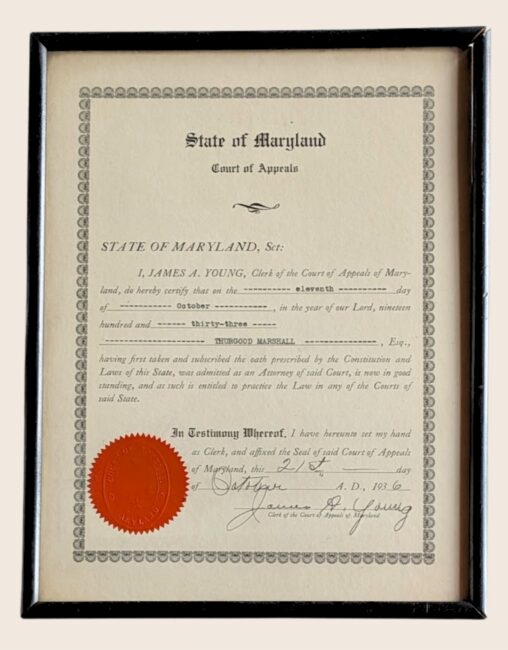 State of Maryland
Court of Appeals
STATE OF MARYLAND, Sct:
I, JAMES A. YOUNG, Clerk of the Court of Appeals of Mary-
land, do hereby certify that on the ---------- eleventh ---------- day
of ----------- October -----------, in the year of our Lord, nineteen
hundred and ------ thirty-three -----
--------------------- THURGOOD MARSHALL ---------------, Esq.,
having first taken and subscribed the oath prescribed by the Constitution and
Laws of this State, was admitted as an Attorney of said Court, is now in good
standing, and as such is entitled to practice the Law in any of the Courts of
said State.
In Testimony Whereof, I have hereunto set my hand
as Clerk, and affixed the Seal of said Court of Appeals
of Maryland, this 21st day
of October A. D., 1936
James A. Young
Clerk of the Court of Appeals of Maryland